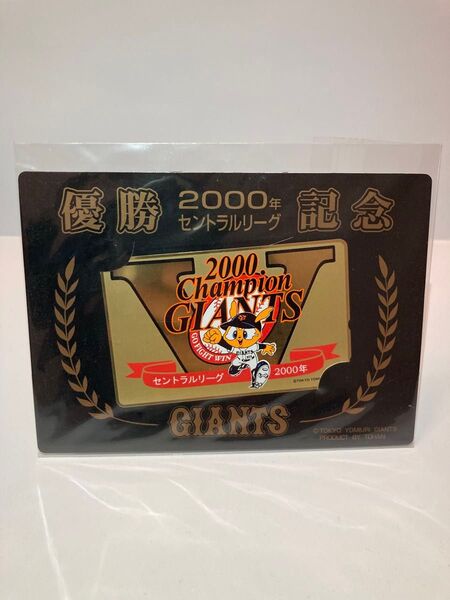 優勝 2000年 記念
セントラルリーグ
2000
Champion
GIANTS
GO FIGHT WIN
GIANTS
セントラルリーグ 2000年
GIANTS
©TOKYO YOMIURI GIANTS
PRODUCT BY TOHAN